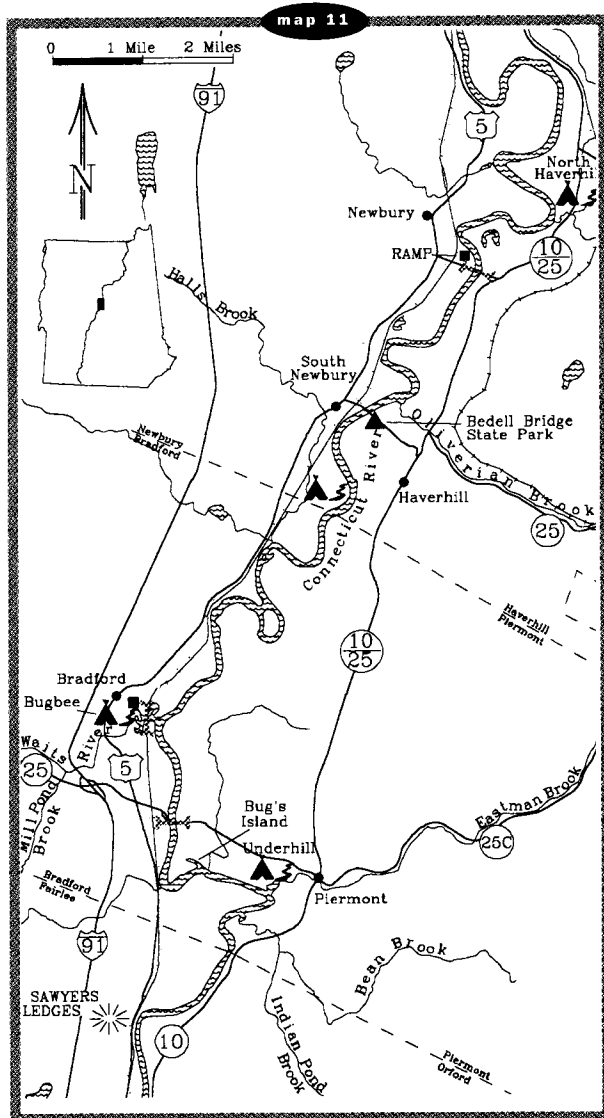 map 11
0 1 Mile 2 Miles
91
5
N
North
Haverhi
Newbury
RAMP
10
25
Halls Brook
South
Newbury
Bedell Bridge
State Park
Newbury
Bradford
Oliverian Brook
Connecticut River
Haverhill
25
Haverhill
Piermont
10
25
Bradford
Bugbee
Waits River
25
5
Mill Pond
Brook
Bug's
Island
Underhill
Eastman Brook
25C
Piermont
Bradford
Fairlee
91
Bean Brook
SAWYERS
LEDGES
10
Indian Pond
Brook
Piermont
Orford